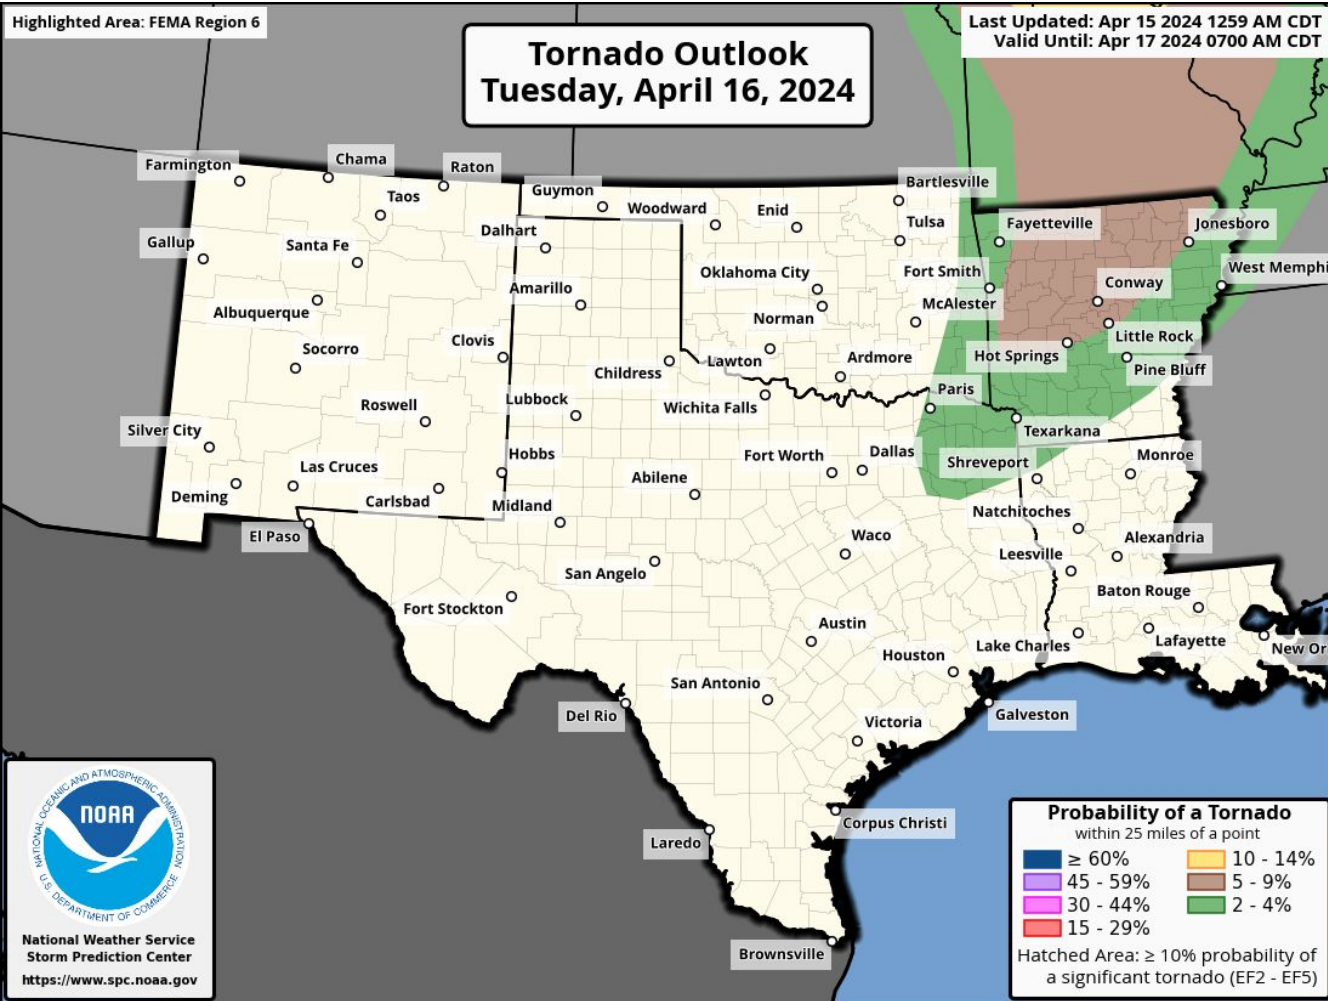 Highlighted Area: FEMA Region 6
Last Updated: Apr 15 2024 1259 AM CDT
Valid Until: Apr 17 2024 0700 AM CDT
Tornado Outlook
Tuesday, April 16, 2024
Farmington
Chama
Raton
Taos
Guymon
Woodward
Enid
Bartlesville
Tulsa
Fayetteville
Jonesboro
Gallup
Santa Fe
Dalhart
Oklahoma City
Fort Smith
West Memphi
Albuquerque
Amarillo
Norman
McAlester
Conway
Socorro
Clovis
Childress
Lawton
Ardmore
Hot Springs
Little Rock
Pine Bluff
Roswell
Lubbock
Wichita Falls
Paris
Silver City
Texarkana
Las Cruces
Hobbs
Abilene
Fort Worth
Dallas
Shreveport
Monroe
Deming
Carlsbad
Midland
Natchitoches
El Paso
Waco
Leesville
Alexandria
San Angelo
Fort Stockton
Baton Rouge
Austin
Houston
Lake Charles
Lafayette
New Or
San Antonio
Del Rio
Victoria
Galveston
Laredo
Corpus Christi
Brownsville
NATIONAL OCEANIC AND ATMOSPHERIC ADMINISTRATION
NOAA
U.S. DEPARTMENT OF COMMERCE
National Weather Service
Storm Prediction Center
https://www.spc.noaa.gov
Probability of a Tornado
within 25 miles of a point
≥ 60%
10 - 14%
45 - 59%
5 - 9%
30 - 44%
2 - 4%
15 - 29%
Hatched Area: ≥ 10% probability of
a significant tornado (EF2 - EF5)